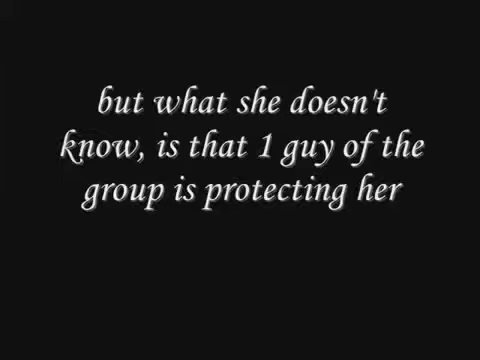 but what she doesn't
know, is that 1 guy of the
group is protecting her